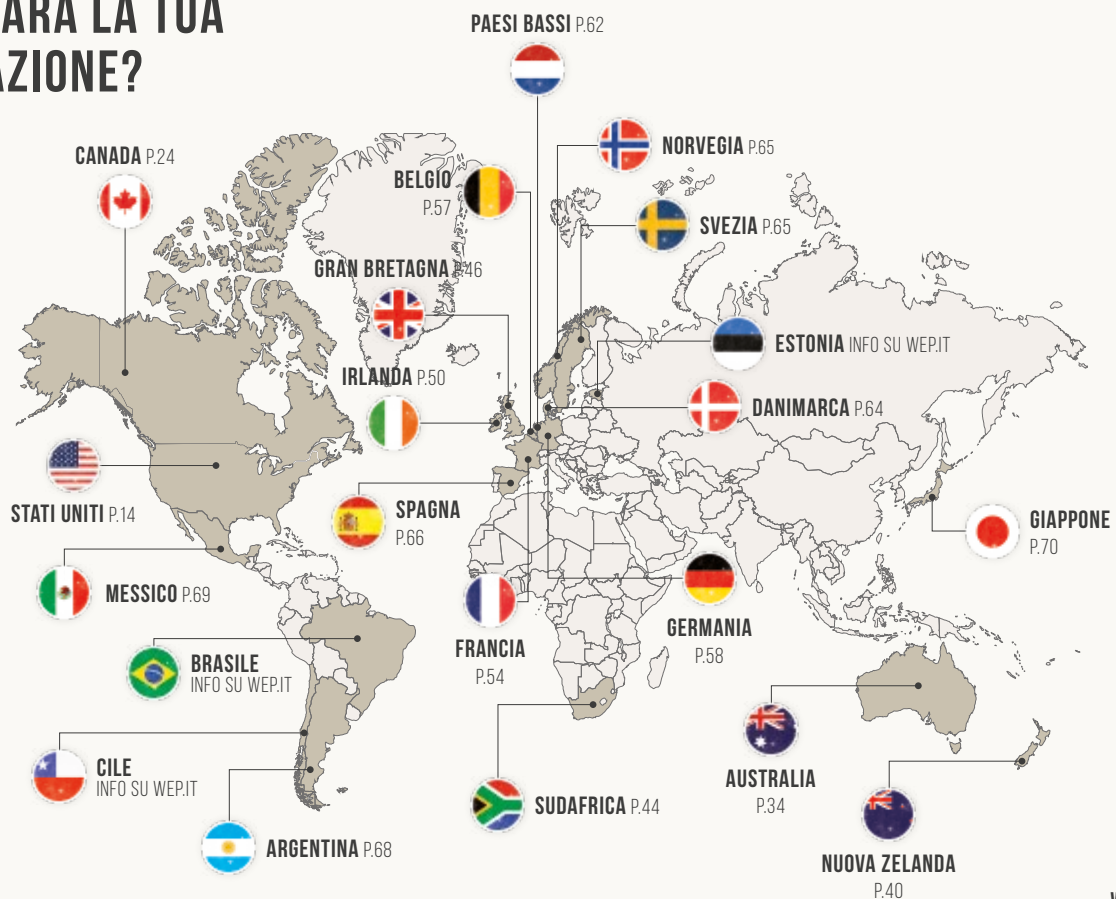 ARÀ LA TUA
AZIONE?
PAESI BASSI P.62
CANADA P.24
NORVEGIA P.65
BELGIO
P.57
SVEZIA P.65
GRAN BRETAGNA P.46
ESTONIA INFO SU WEP.IT
IRLANDA P.50
DANIMARCA P.64
STATI UNITI P.14
SPAGNA
P.66
GIAPPONE
P.70
MESSICO P.69
FRANCIA
P.54
GERMANIA
P.58
BRASILE
INFO SU WEP.IT
CILE
INFO SU WEP.IT
SUDAFRICA P.44
AUSTRALIA
P.34
ARGENTINA P.68
NUOVA ZELANDA
P.40